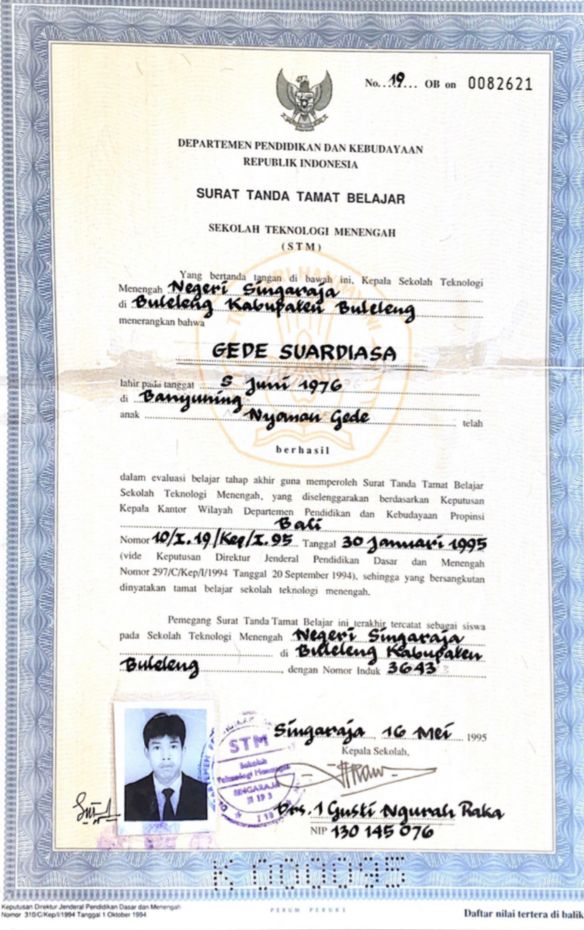 No. 19 OB on 0082621
DEPARTEMEN PENDIDIKAN DAN KEBUDAYAAN
REPUBLIK INDONESIA
SURAT TANDA TAMAT BELAJAR
SEKOLAH TEKNOLOGI MENENGAH
(STM)
Yang bertanda tangan di bawah ini, Kepala Sekolah Teknologi
Menengah Negeri Singaraja
di Buleleng Kabupaten Buleleng
menerangkan bahwa
GEDE SUARDIASA
lahir pada tanggal 5 Juni 1976
di Banyuning
anak Nyoman Gede telah
berhasil
dalam evaluasi belajar tahap akhir guna memperoleh Surat Tanda Tamat Belajar
Sekolah Teknologi Menengah, yang diselenggarakan berdasarkan Keputusan
Kepala Kantor Wilayah Departemen Pendidikan dan Kebudayaan Propinsi
Bali
Nomor 10/I.19/Kep/I.95 Tanggal 30 Januari 1995
(vide Keputusan Direktur Jenderal Pendidikan Dasar dan Menengah
Nomor 297/C/Kep/I/1994 Tanggal 20 September 1994), sehingga yang bersangkutan
dinyatakan tamat belajar sekolah teknologi menengah.
Pemegang Surat Tanda Tamat Belajar ini terakhir tercatat sebagai siswa
pada Sekolah Teknologi Menengah Negeri Singaraja
di Buleleng Kabupaten
Buleleng, dengan Nomor Induk 3643
Singaraja 16 Mei 1995
Kepala Sekolah,
STM
Sekolah
Teknologi Menengah
SINGARAJA
Drs. I Gusti Ngurah Raka
NIP 130 145 076
K 0000095
Keputusan Direktur Jenderal Pendidikan Dasar dan Menengah
Nomor 310/C/Kep/I/1994 Tanggal 1 Oktober 1994
PERUM PERURI
Daftar nilai tertera di balik